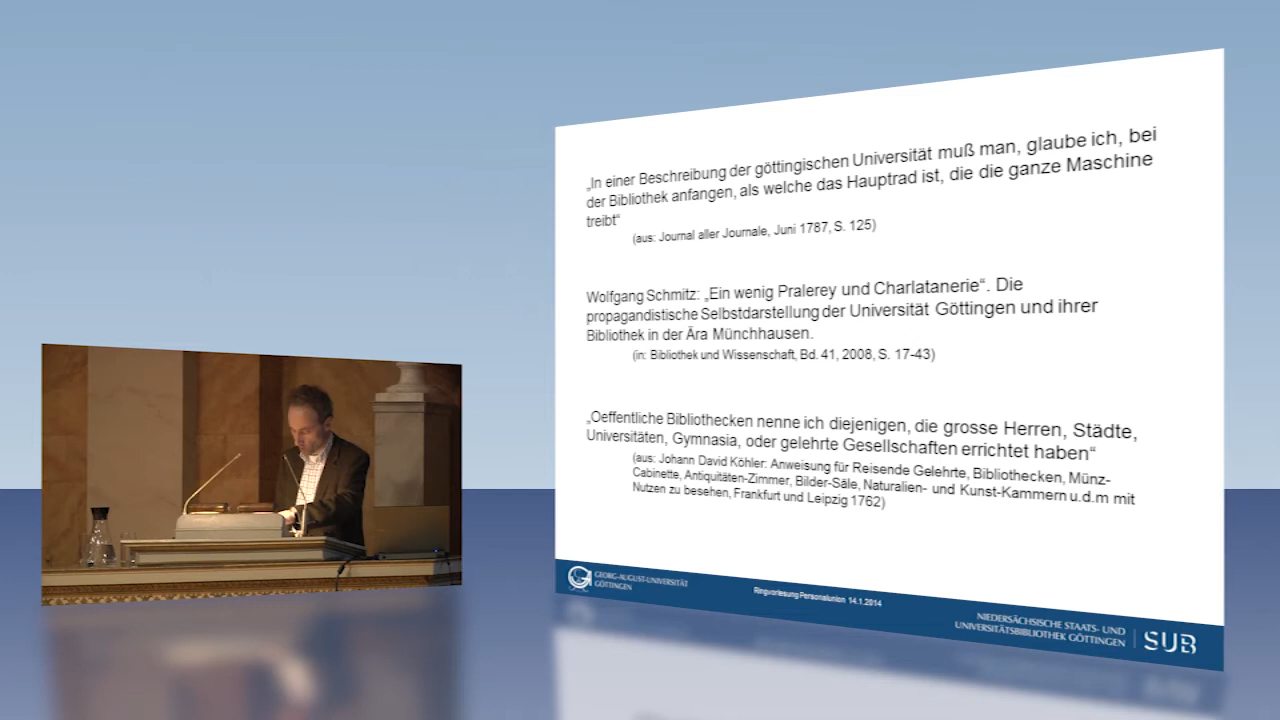 „In einer Beschreibung der göttingischen Universität muß man, glaube ich, bei
der Bibliothek anfangen, als welche das Hauptrad ist, die die ganze Maschine
treibt“
(aus: Journal aller Journale, Juni 1787, S. 125)
Wolfgang Schmitz: „Ein wenig Pralerey und Charlatanerie“. Die
propagandistische Selbstdarstellung der Universität Göttingen und ihrer
Bibliothek in der Ära Münchhausen.
(in: Bibliothek und Wissenschaft, Bd. 41, 2008, S. 17-43)
„Oeffentliche Bibliothecken nenne ich diejenigen, die grosse Herren, Städte,
Universitäten, Gymnasia, oder gelehrte Gesellschaften errichtet haben“
(aus: Johann David Köhler: Anweisung für Reisende Gelehrte, Bibliothecken, Münz-
Cabinette, Antiquitäten-Zimmer, Bilder-Säle, Naturalien- und Kunst-Kammern u.d.m mit
Nutzen zu besehen, Frankfurt und Leipzig 1762)
GEORG-AUGUST-UNIVERSITÄT
GÖTTINGEN
Ringvorlesung Personalunion 14.1.2014
NIEDERSÄCHSISCHE STAATS- UND
UNIVERSITÄTSBIBLIOTHEK GÖTTINGEN
SUB